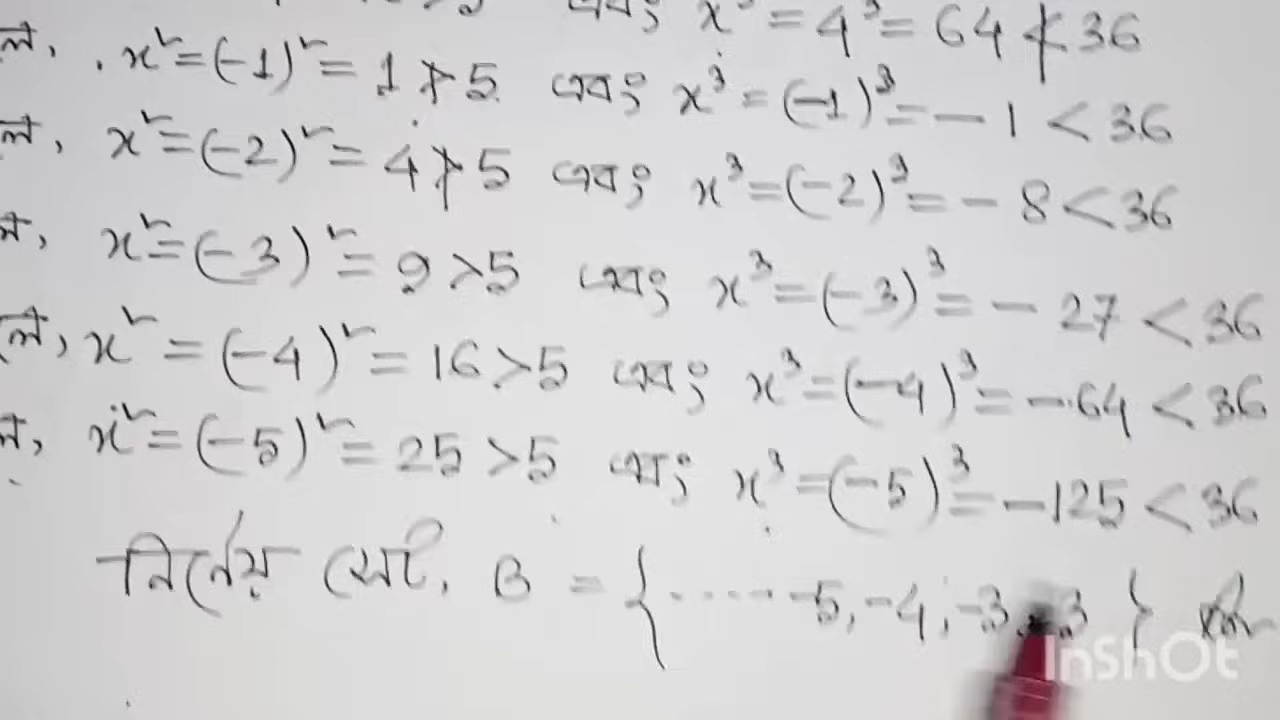 এবং x³ = 4³ = 64 ≮ 36
লে, x² = (-1)² = 1 ≯ 5 এবং x³ = (-1)³ = - 1 < 36
লে, x² = (-2)² = 4 ≯ 5 এবং x³ = (-2)³ = - 8 < 36
লে, x² = (-3)² = 9 > 5 এবং x³ = (-3)³ = - 27 < 36
লে, x² = (-4)² = 16 > 5 এবং x³ = (-4)³ = - 64 < 36
লে, x² = (-5)² = 25 > 5 এবং x³ = (-5)³ = - 125 < 36
নির্নেয় সেট, B = { ..... -5, -4, -3, 3 }
InShOt